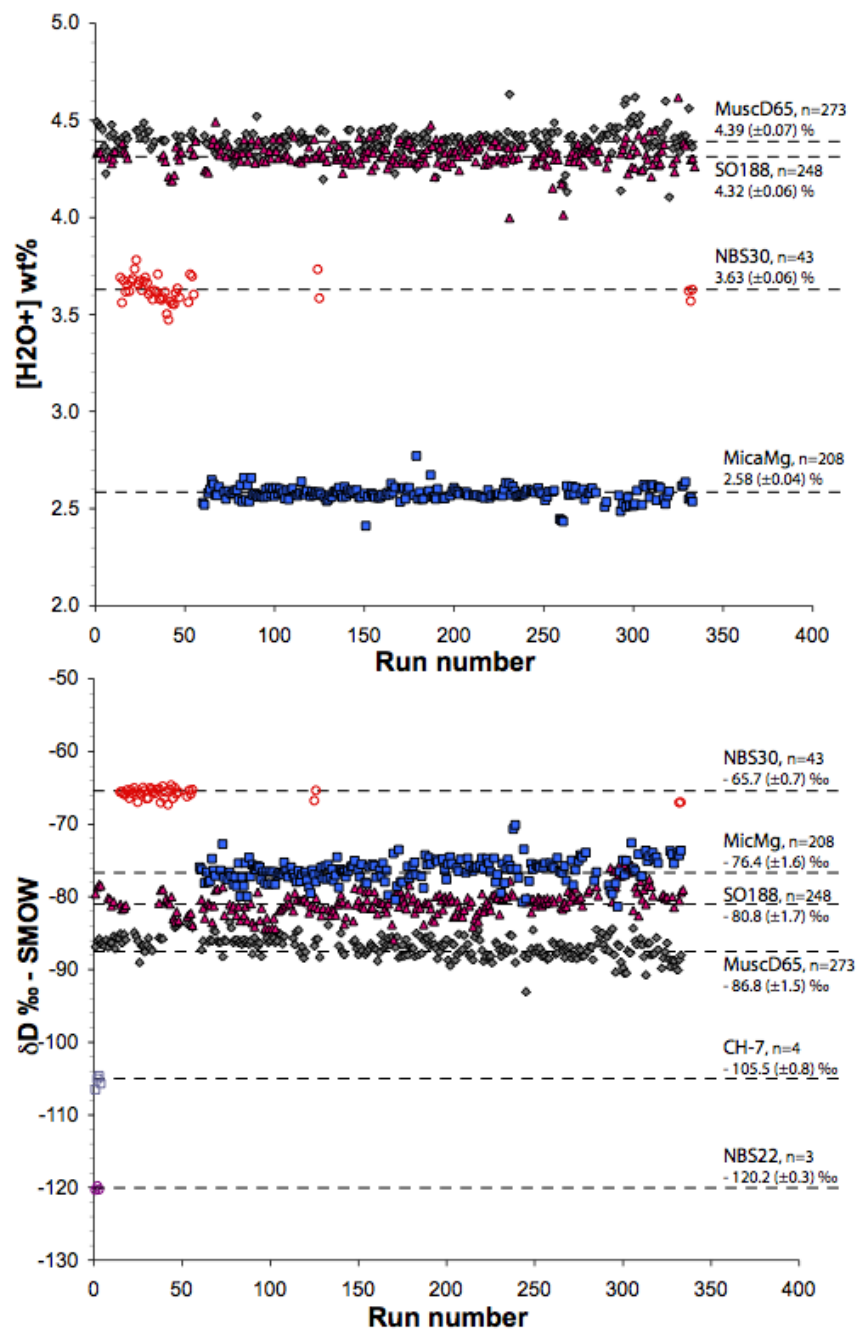 5.0
4.5
4.0
3.5
3.0
2.5
2.0
[H2O+] wt%
MuscD65, n=273
4.39 (±0.07) %
SO188, n=248
4.32 (±0.06) %
NBS30, n=43
3.63 (±0.06) %
MicaMg, n=208
2.58 (±0.04) %
0 50 100 150 200 250 300 350 400
Run number
-50
-60
-70
-80
-90
-100
-110
-120
-130
δD ‰ - SMOW
NBS30, n=43
- 65.7 (±0.7) ‰
MicMg, n=208
- 76.4 (±1.6) ‰
SO188, n=248
- 80.8 (±1.7) ‰
MuscD65, n=273
- 86.8 (±1.5) ‰
CH-7, n=4
- 105.5 (±0.8) ‰
NBS22, n=3
- 120.2 (±0.3) ‰
0 50 100 150 200 250 300 350 400
Run number